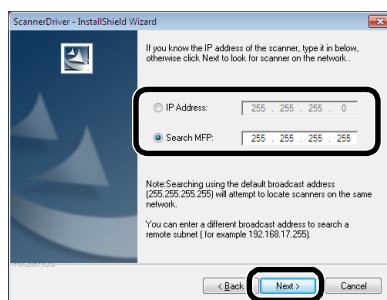 ScannerDriver - InstallShield Wizard
If you know the IP address of the scanner, type it in below,
otherwise click Next to look for scanner on the network .
IP Address: 255 . 255 . 255 . 0
Search MFP: 255 . 255 . 255 . 255
Note:Searching using the default broadcast address
(255.255.255.255) will attempt to locate scanners on the same
network.
You can enter a different broadcast address to search a
remote subnet ( for example 192.168.17.255).
InstallShield
< Back Next > Cancel